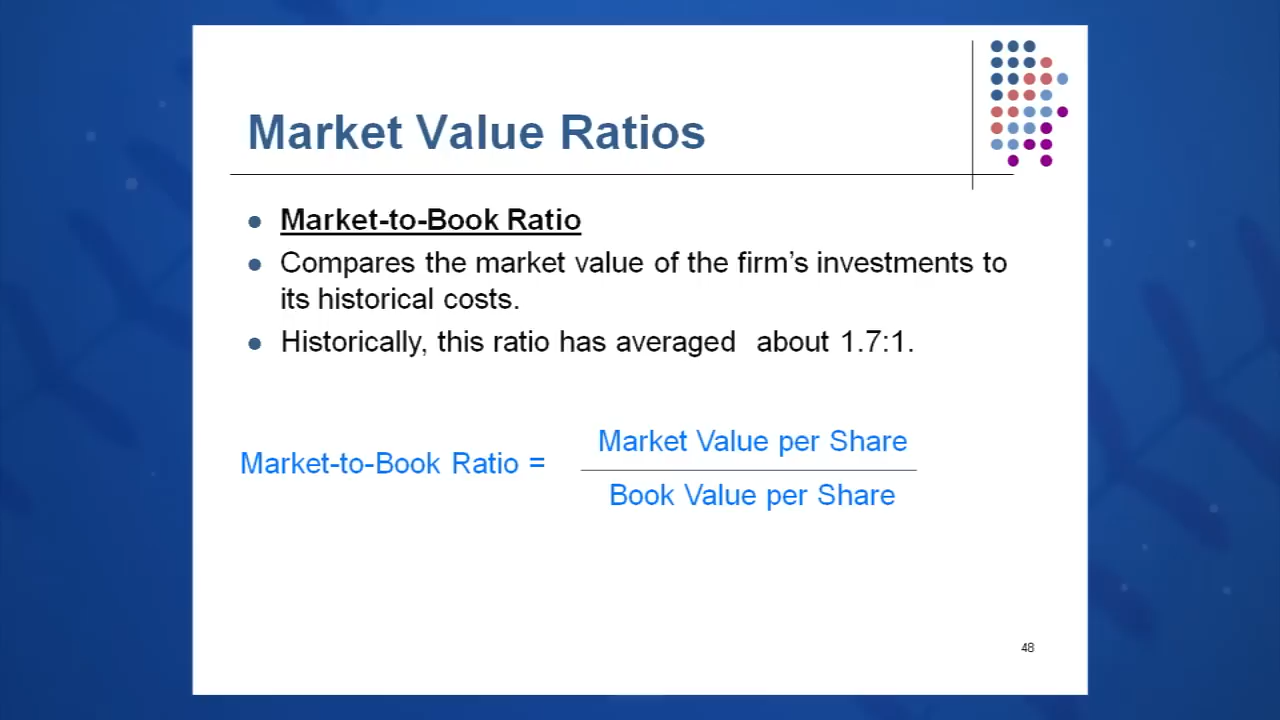 Market Value Ratios
Market-to-Book Ratio
Compares the market value of the firm's investments to
its historical costs.
Historically, this ratio has averaged  about 1.7:1.
Market Value per Share
Market-to-Book Ratio =
Book Value per Share
48